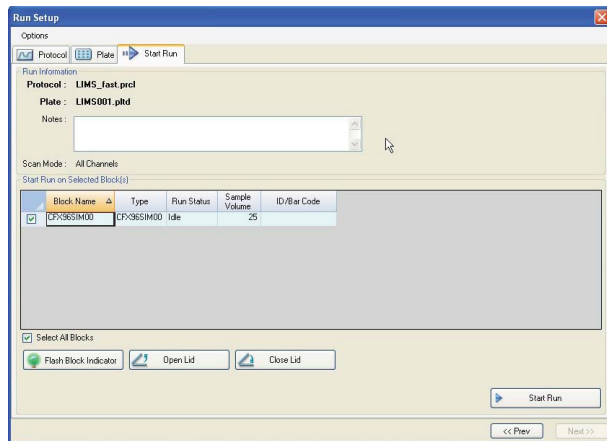 Run Setup
Options
Protocol Plate Start Run
Run Information
Protocol : LIMS_fast.prcl
Plate : LIMS001.pltd
Notes :
Scan Mode : All Channels
Start Run on Selected Block(s)
Block Name Type Run Status Sample Volume ID/Bar Code
CFX96SIM00 CFX96SIM00 Idle 25
Select All Blocks
Flash Block Indicator Open Lid Close Lid
Start Run
<< Prev Next >>